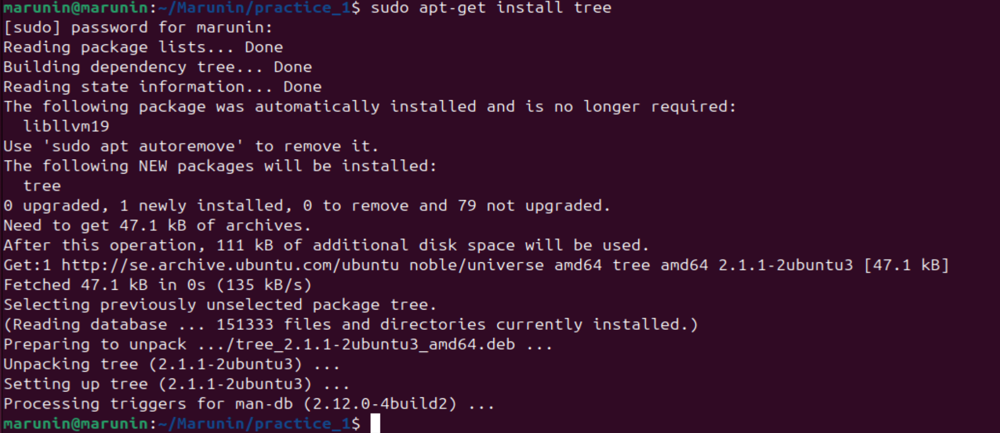 marunin@marunin:~/Marunin/practice_1$ sudo apt-get install tree
[sudo] password for marunin:
Reading package lists... Done
Building dependency tree... Done
Reading state information... Done
The following package was automatically installed and is no longer required:
  libllvm19
Use 'sudo apt autoremove' to remove it.
The following NEW packages will be installed:
  tree
0 upgraded, 1 newly installed, 0 to remove and 79 not upgraded.
Need to get 47.1 kB of archives.
After this operation, 111 kB of additional disk space will be used.
Get:1 http://se.archive.ubuntu.com/ubuntu noble/universe amd64 tree amd64 2.1.1-2ubuntu3 [47.1 kB]
Fetched 47.1 kB in 0s (135 kB/s)
Selecting previously unselected package tree.
(Reading database ... 151333 files and directories currently installed.)
Preparing to unpack .../tree_2.1.1-2ubuntu3_amd64.deb ...
Unpacking tree (2.1.1-2ubuntu3) ...
Setting up tree (2.1.1-2ubuntu3) ...
Processing triggers for man-db (2.12.0-4build2) ...
marunin@marunin:~/Marunin/practice_1$